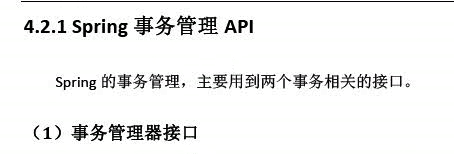 4.2.1 Spring 事务管理 API
Spring 的事务管理，主要用到两个事务相关的接口。
（1）事务管理器接口